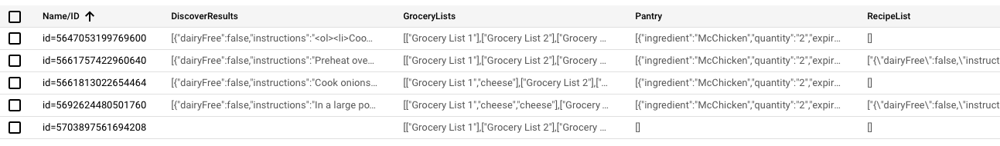 Name/ID ↑ DiscoverResults GroceryLists Pantry RecipeList
id=5647053199769600 [{"dairyFree":false,"instructions":"<ol><li>Coo... [["Grocery List 1"],["Grocery List 2"],["Grocery ... [{"ingredient":"McChicken","quantity":"2","expir... []
id=5661757422960640 [{"dairyFree":false,"instructions":"Preheat ove... [["Grocery List 1"],["Grocery List 2"],["Grocery ... [{"ingredient":"McChicken","quantity":"2","expir... ["{\"dairyFree\":false,\"instruct
id=5661813022654464 [{"dairyFree":false,"instructions":"Cook onions... [["Grocery List 1","cheese"],["Grocery List 2"],["... [{"ingredient":"McChicken","quantity":"2","expir... []
id=5692624480501760 [{"dairyFree":false,"instructions":"In a large po... [["Grocery List 1","cheese","cheese"],["Grocery ... [{"ingredient":"McChicken","quantity":"2","expir... ["{\"dairyFree\":false,\"instruct
id=5703897561694208 [["Grocery List 1"],["Grocery List 2"],["Grocery ... [] []